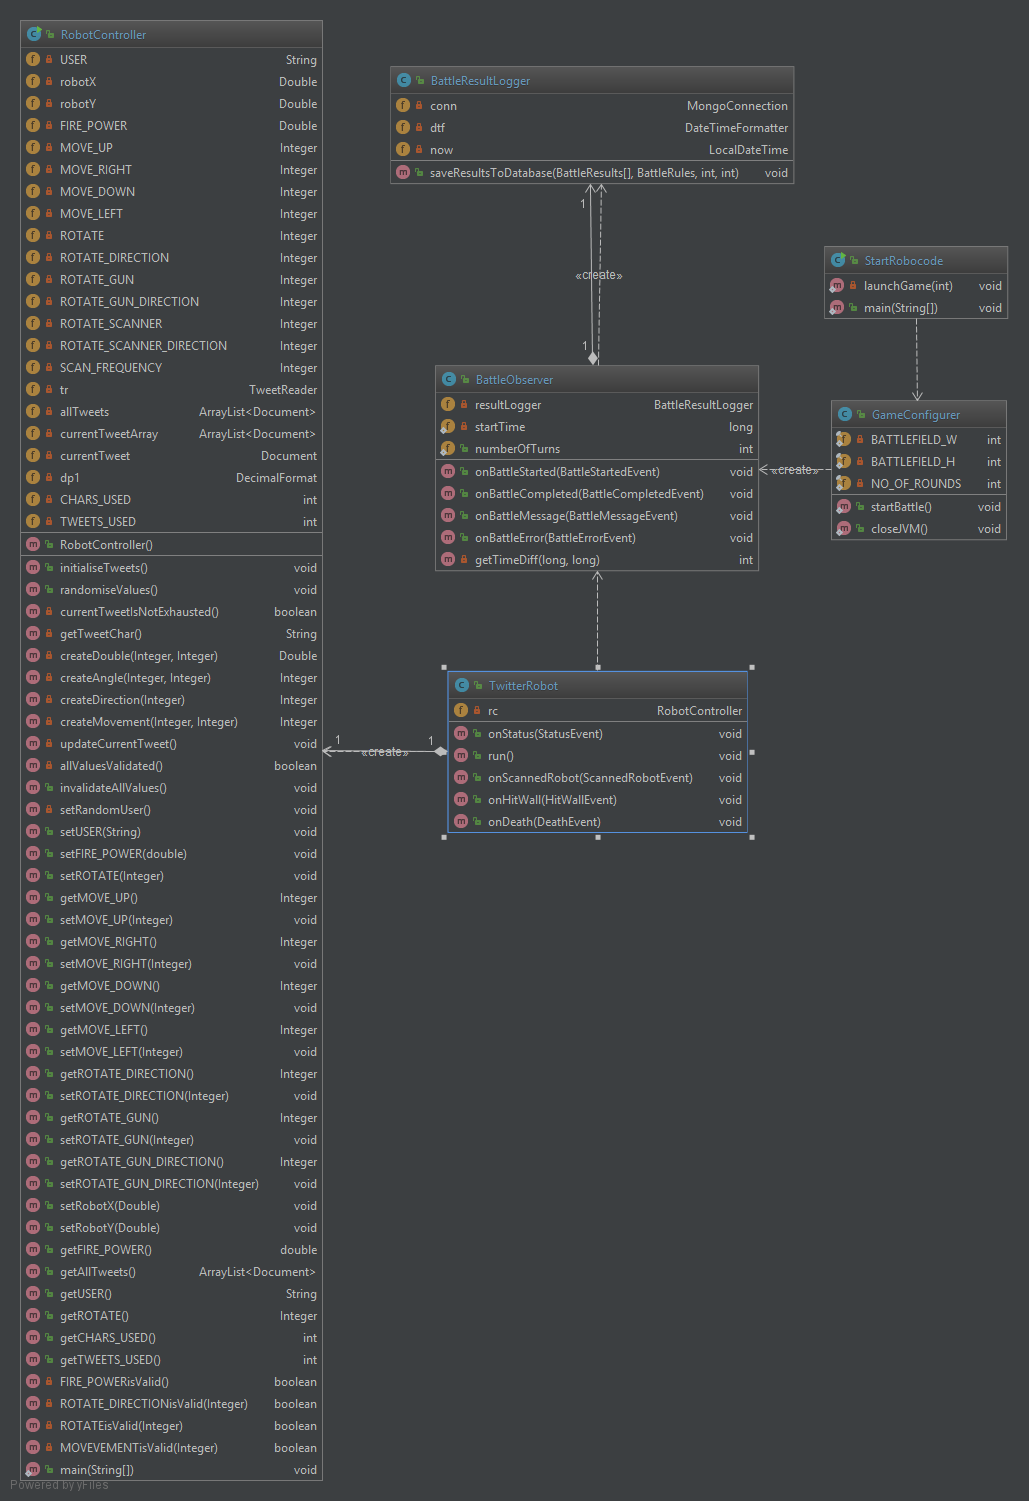 RobotController
USER String
robotX Double
robotY Double
FIRE_POWER Double
MOVE_UP Integer
MOVE_RIGHT Integer
MOVE_DOWN Integer
MOVE_LEFT Integer
ROTATE Integer
ROTATE_DIRECTION Integer
ROTATE_GUN Integer
ROTATE_GUN_DIRECTION Integer
ROTATE_SCANNER Integer
ROTATE_SCANNER_DIRECTION Integer
SCAN_FREQUENCY Integer
tr TweetReader
allTweets ArrayList<Document>
currentTweetArray ArrayList<Document>
currentTweet Document
dp1 DecimalFormat
CHARS_USED int
TWEETS_USED int
RobotController()
initialiseTweets() void
randomiseValues() void
currentTweetIsNotExhausted() boolean
getTweetChar() String
createDouble(Integer, Integer) Double
createAngle(Integer, Integer) Integer
createDirection(Integer) Integer
createMovement(Integer, Integer) Integer
updateCurrentTweet() void
allValuesValidated() boolean
invalidateAllValues() void
setRandomUser() void
setUSER(String) void
setFIRE_POWER(double) void
setROTATE(Integer) void
getMOVE_UP() Integer
setMOVE_UP(Integer) void
getMOVE_RIGHT() Integer
setMOVE_RIGHT(Integer) void
getMOVE_DOWN() Integer
setMOVE_DOWN(Integer) void
getMOVE_LEFT() Integer
setMOVE_LEFT(Integer) void
getROTATE_DIRECTION() Integer
setROTATE_DIRECTION(Integer) void
getROTATE_GUN() Integer
setROTATE_GUN(Integer) void
getROTATE_GUN_DIRECTION() Integer
setROTATE_GUN_DIRECTION(Integer) void
setRobotX(Double) void
setRobotY(Double) void
getFIRE_POWER() double
getAllTweets() ArrayList<Document>
getUSER() String
getROTATE() Integer
getCHARS_USED() int
getTWEETS_USED() int
FIRE_POWERisValid() boolean
ROTATE_DIRECTIONisValid(Integer) boolean
ROTATEisValid(Integer) boolean
MOVEVEMENTisValid(Integer) boolean
main(String[]) void
Powered by yFiles
BattleResultLogger
conn MongoConnection
dtf DateTimeFormatter
now LocalDateTime
saveResultsToDatabase(BattleResults[], BattleRules, int, int) void
1
«create»
1
BattleObserver
resultLogger BattleResultLogger
startTime long
numberOfTurns int
onBattleStarted(BattleStartedEvent) void
onBattleCompleted(BattleCompletedEvent) void
onBattleMessage(BattleMessageEvent) void
onBattleError(BattleErrorEvent) void
getTimeDiff(long, long) int
«create»
StartRobocode
launchGame(int) void
main(String[]) void
GameConfigurer
BATTLEFIELD_W int
BATTLEFIELD_H int
NO_OF_ROUNDS int
startBattle() void
closeJVM() void
TwitterRobot
rc RobotController
onStatus(StatusEvent) void
run() void
onScannedRobot(ScannedRobotEvent) void
onHitWall(HitWallEvent) void
onDeath(DeathEvent) void
1 «create» 1